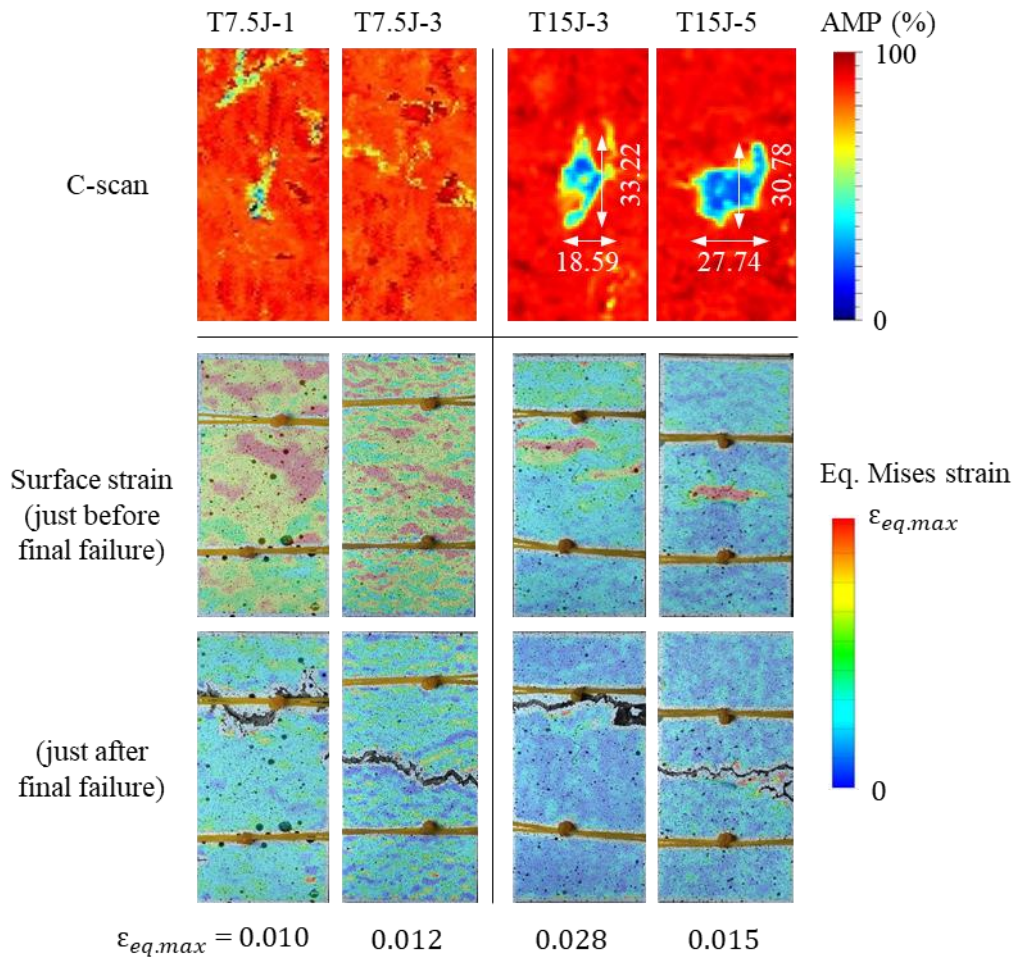 T7.5J-1 T7.5J-3 T15J-3 T15J-5 AMP (%)
100
C-scan
33.22
18.59
30.78
27.74
0
Surface strain
(just before
final failure)
Eq. Mises strain
εeq.max
(just after
final failure)
0
εeq.max = 0.010 0.012 0.028 0.015